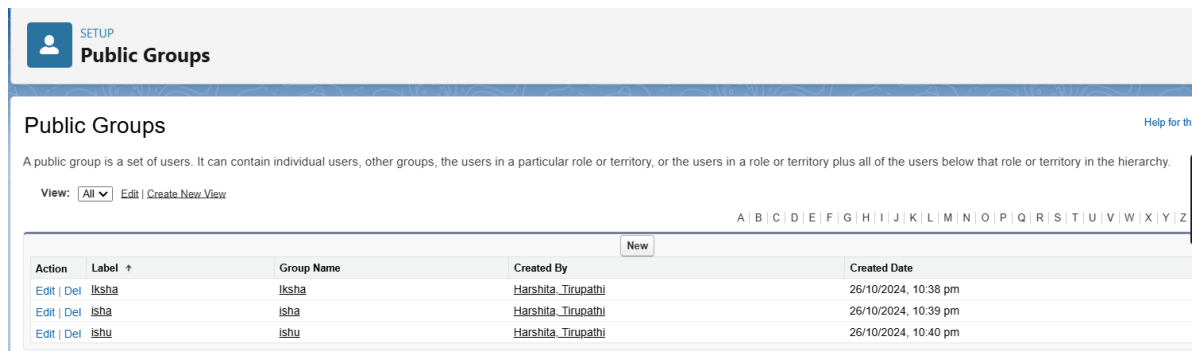 SETUP
Public Groups
Public Groups
Help for th
A public group is a set of users. It can contain individual users, other groups, the users in a particular role or territory, or the users in a role or territory plus all of the users below that role or territory in the hierarchy.
View: All Edit | Create New View
A | B | C | D | E | F | G | H | I | J | K | L | M | N | O | P | Q | R | S | T | U | V | W | X | Y | Z
New
Action Label ↑ Group Name Created By Created Date
Edit | Del Iksha Iksha Harshita, Tirupathi 26/10/2024, 10:38 pm
Edit | Del isha isha Harshita, Tirupathi 26/10/2024, 10:39 pm
Edit | Del ishu ishu Harshita, Tirupathi 26/10/2024, 10:40 pm